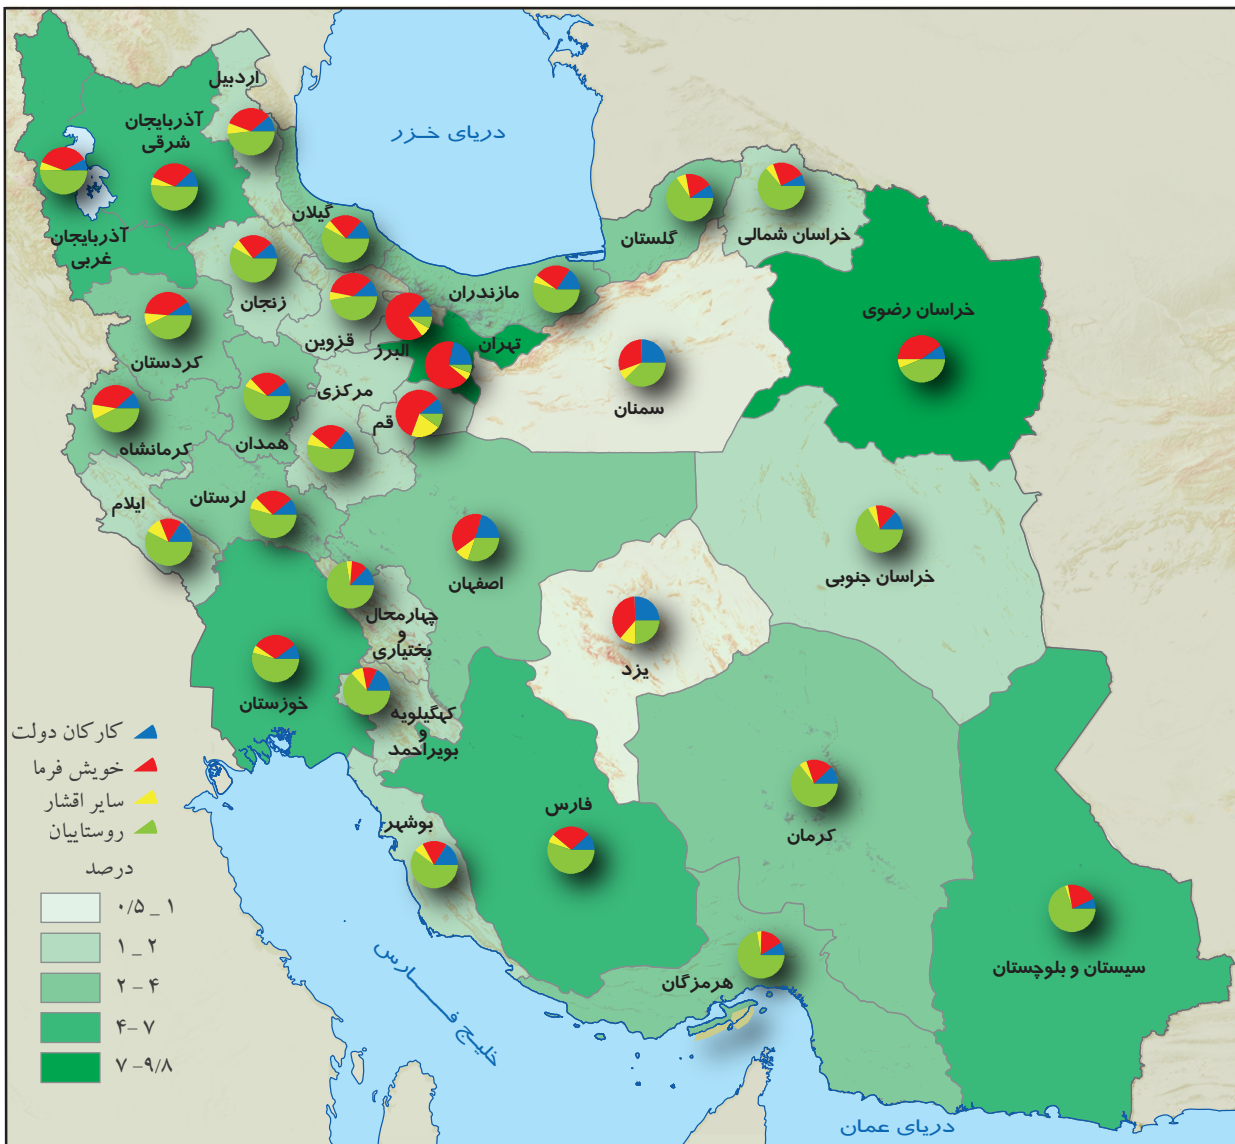 اردبیل
آذربایجان
شرقی
دریای خـزر
گیلان
آذربایجان
غربی
گلستان
خراسان شمالی
مازندران
زنجان
خراسان رضوی
قزوین
البرز
تهران
کردستان
سمنان
مرکزی
قم
همدان
کرمانشاه
لرستان
ایلام
اصفهان
خراسان جنوبی
چهارمحال
و
بختیاری
یزد
خوزستان
کهگیلویه
و
بویراحمد
فارس
بوشهر
کرمان
سیستان و بلوچستان
هرمزگان
خلیج فـــارس
دریای عمان
کارکان دولت
خویش فرما
سایر اقشار
روستاییان
درصد
۰/۵ _ ۱
۱ _ ۲
۲ – ۴
۴ – ۷
۷ – ۹/۸